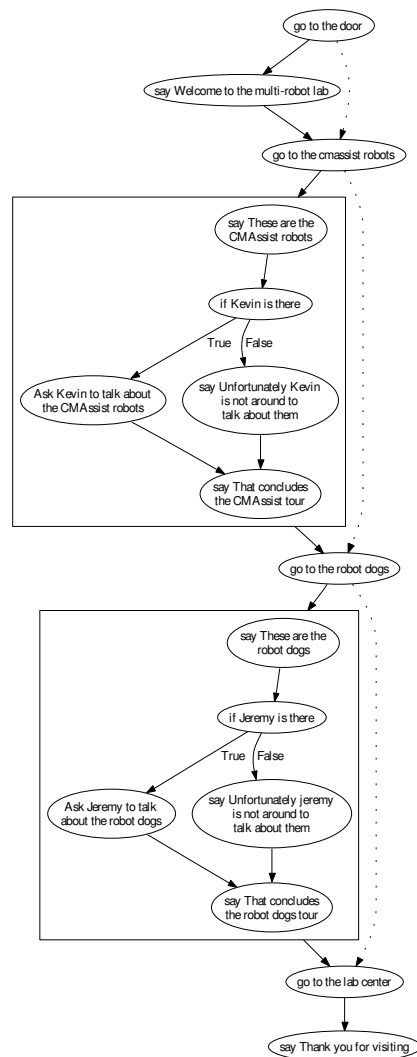 go to the door
say Welcome to the multi-robot lab
go to the cmassist robots
say These are the
CMAssist robots
if Kevin is there
True
False
Ask Kevin to talk about
the CMAssist robots
say Unfortunately Kevin
is not around to
talk about them
say That concludes
the CMAssist tour
go to the robot dogs
say These are the
robot dogs
if Jeremy is there
True
False
Ask Jeremy to talk
about the robot dogs
say Unfortunately jeremy
is not around to
talk about them
say That concludes
the robot dogs tour
go to the lab center
say Thank you for visiting